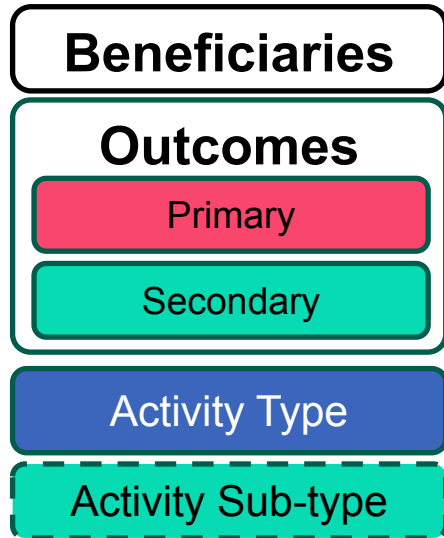 Beneficiaries
Outcomes
Primary
Secondary
Activity Type
Activity Sub-type